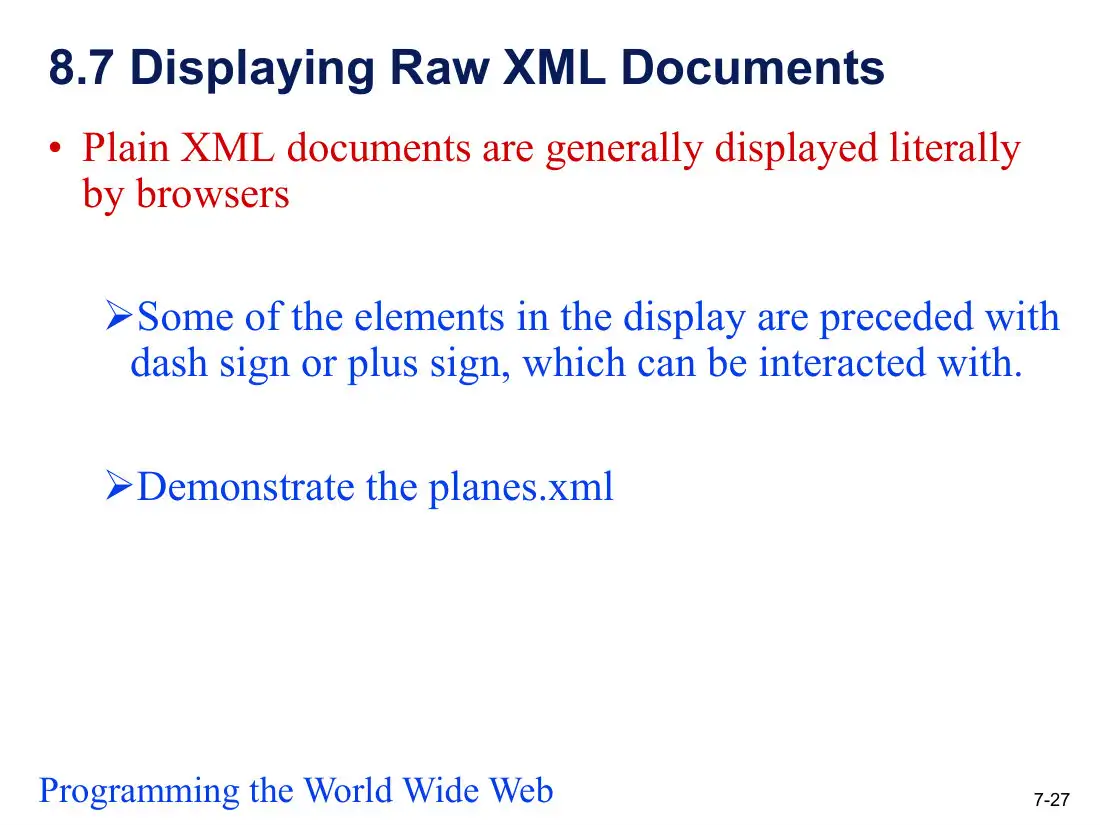 8.7 Displaying Raw XML Documents
• Plain XML documents are generally displayed literally
by browsers
➢Some of the elements in the display are preceded with
dash sign or plus sign, which can be interacted with.
➢Demonstrate the planes.xml
Programming the World Wide Web
7-27